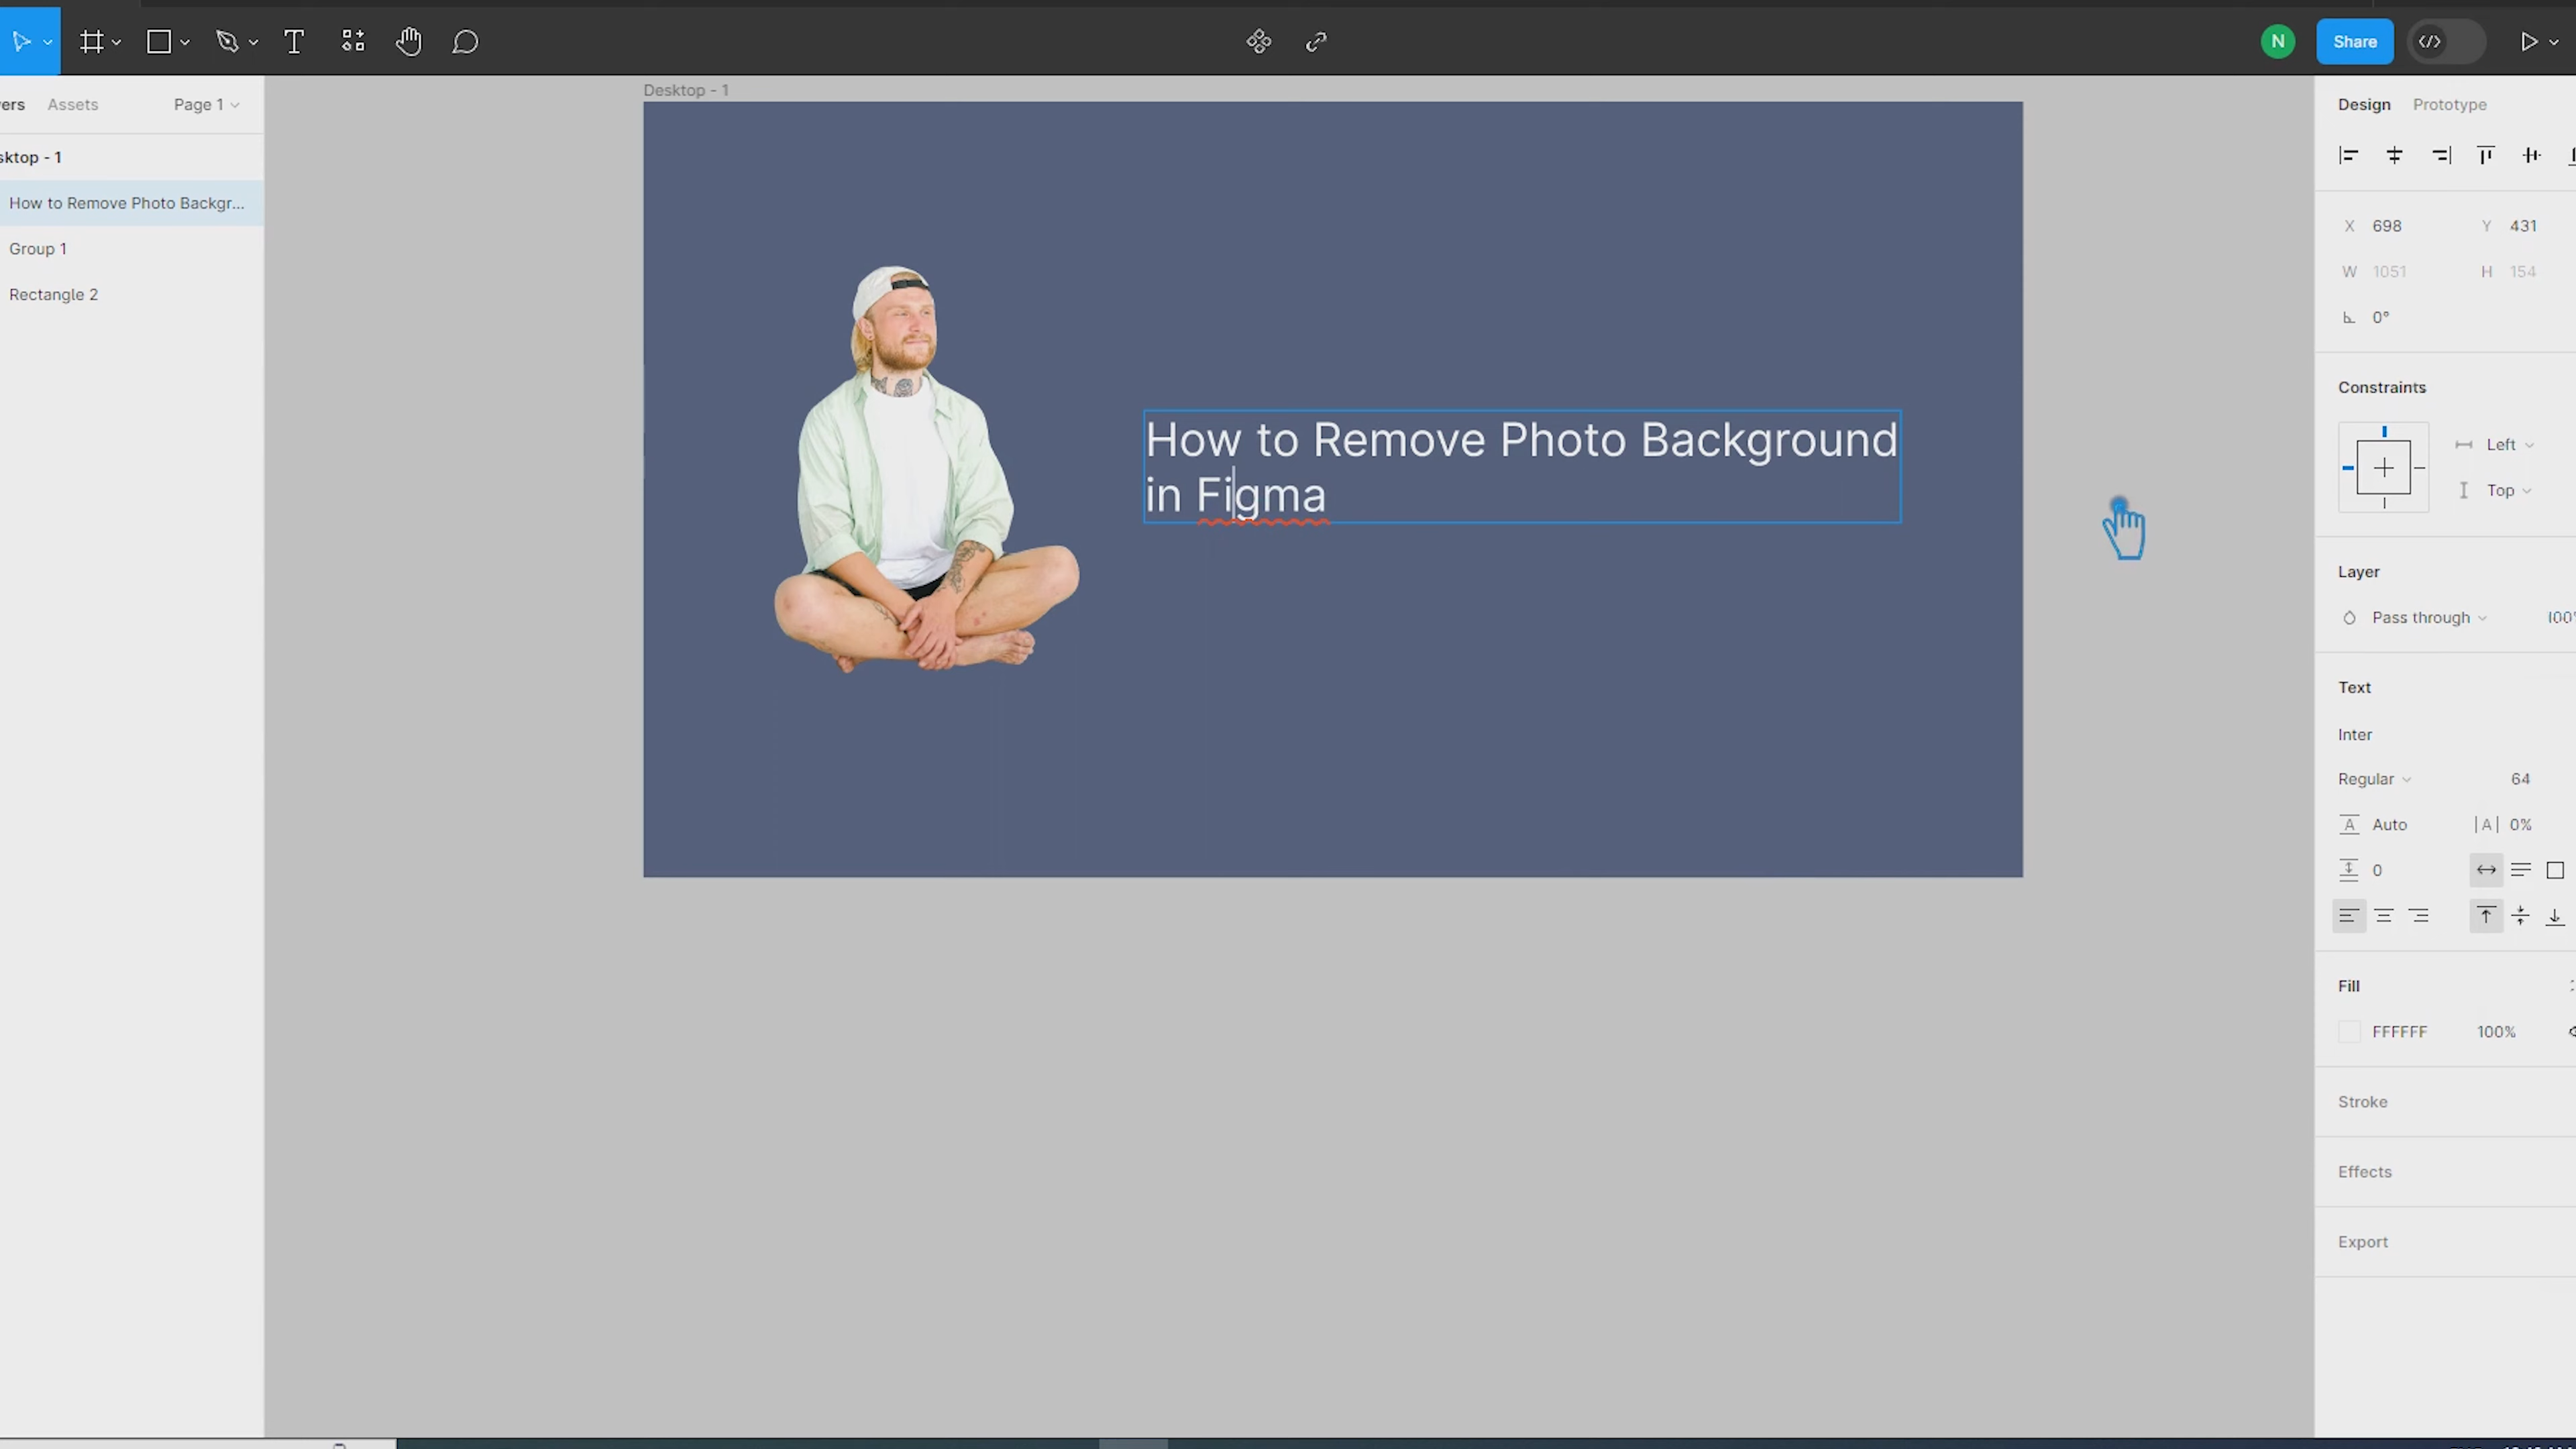 N
Share
ers Assets Page 1
Design Prototype
Desktop - 1
sktop - 1
How to Remove Photo Backgr...
Group 1
Rectangle 2
How to Remove Photo Background
in Figma
X 698 Y 431
W 1051 H 154
0°
Constraints
Left
Top
Layer
Pass through 100%
Text
Inter
Regular 64
A Auto |A| 0%
0
Fill
FFFFFF 100%
Stroke
Effects
Export